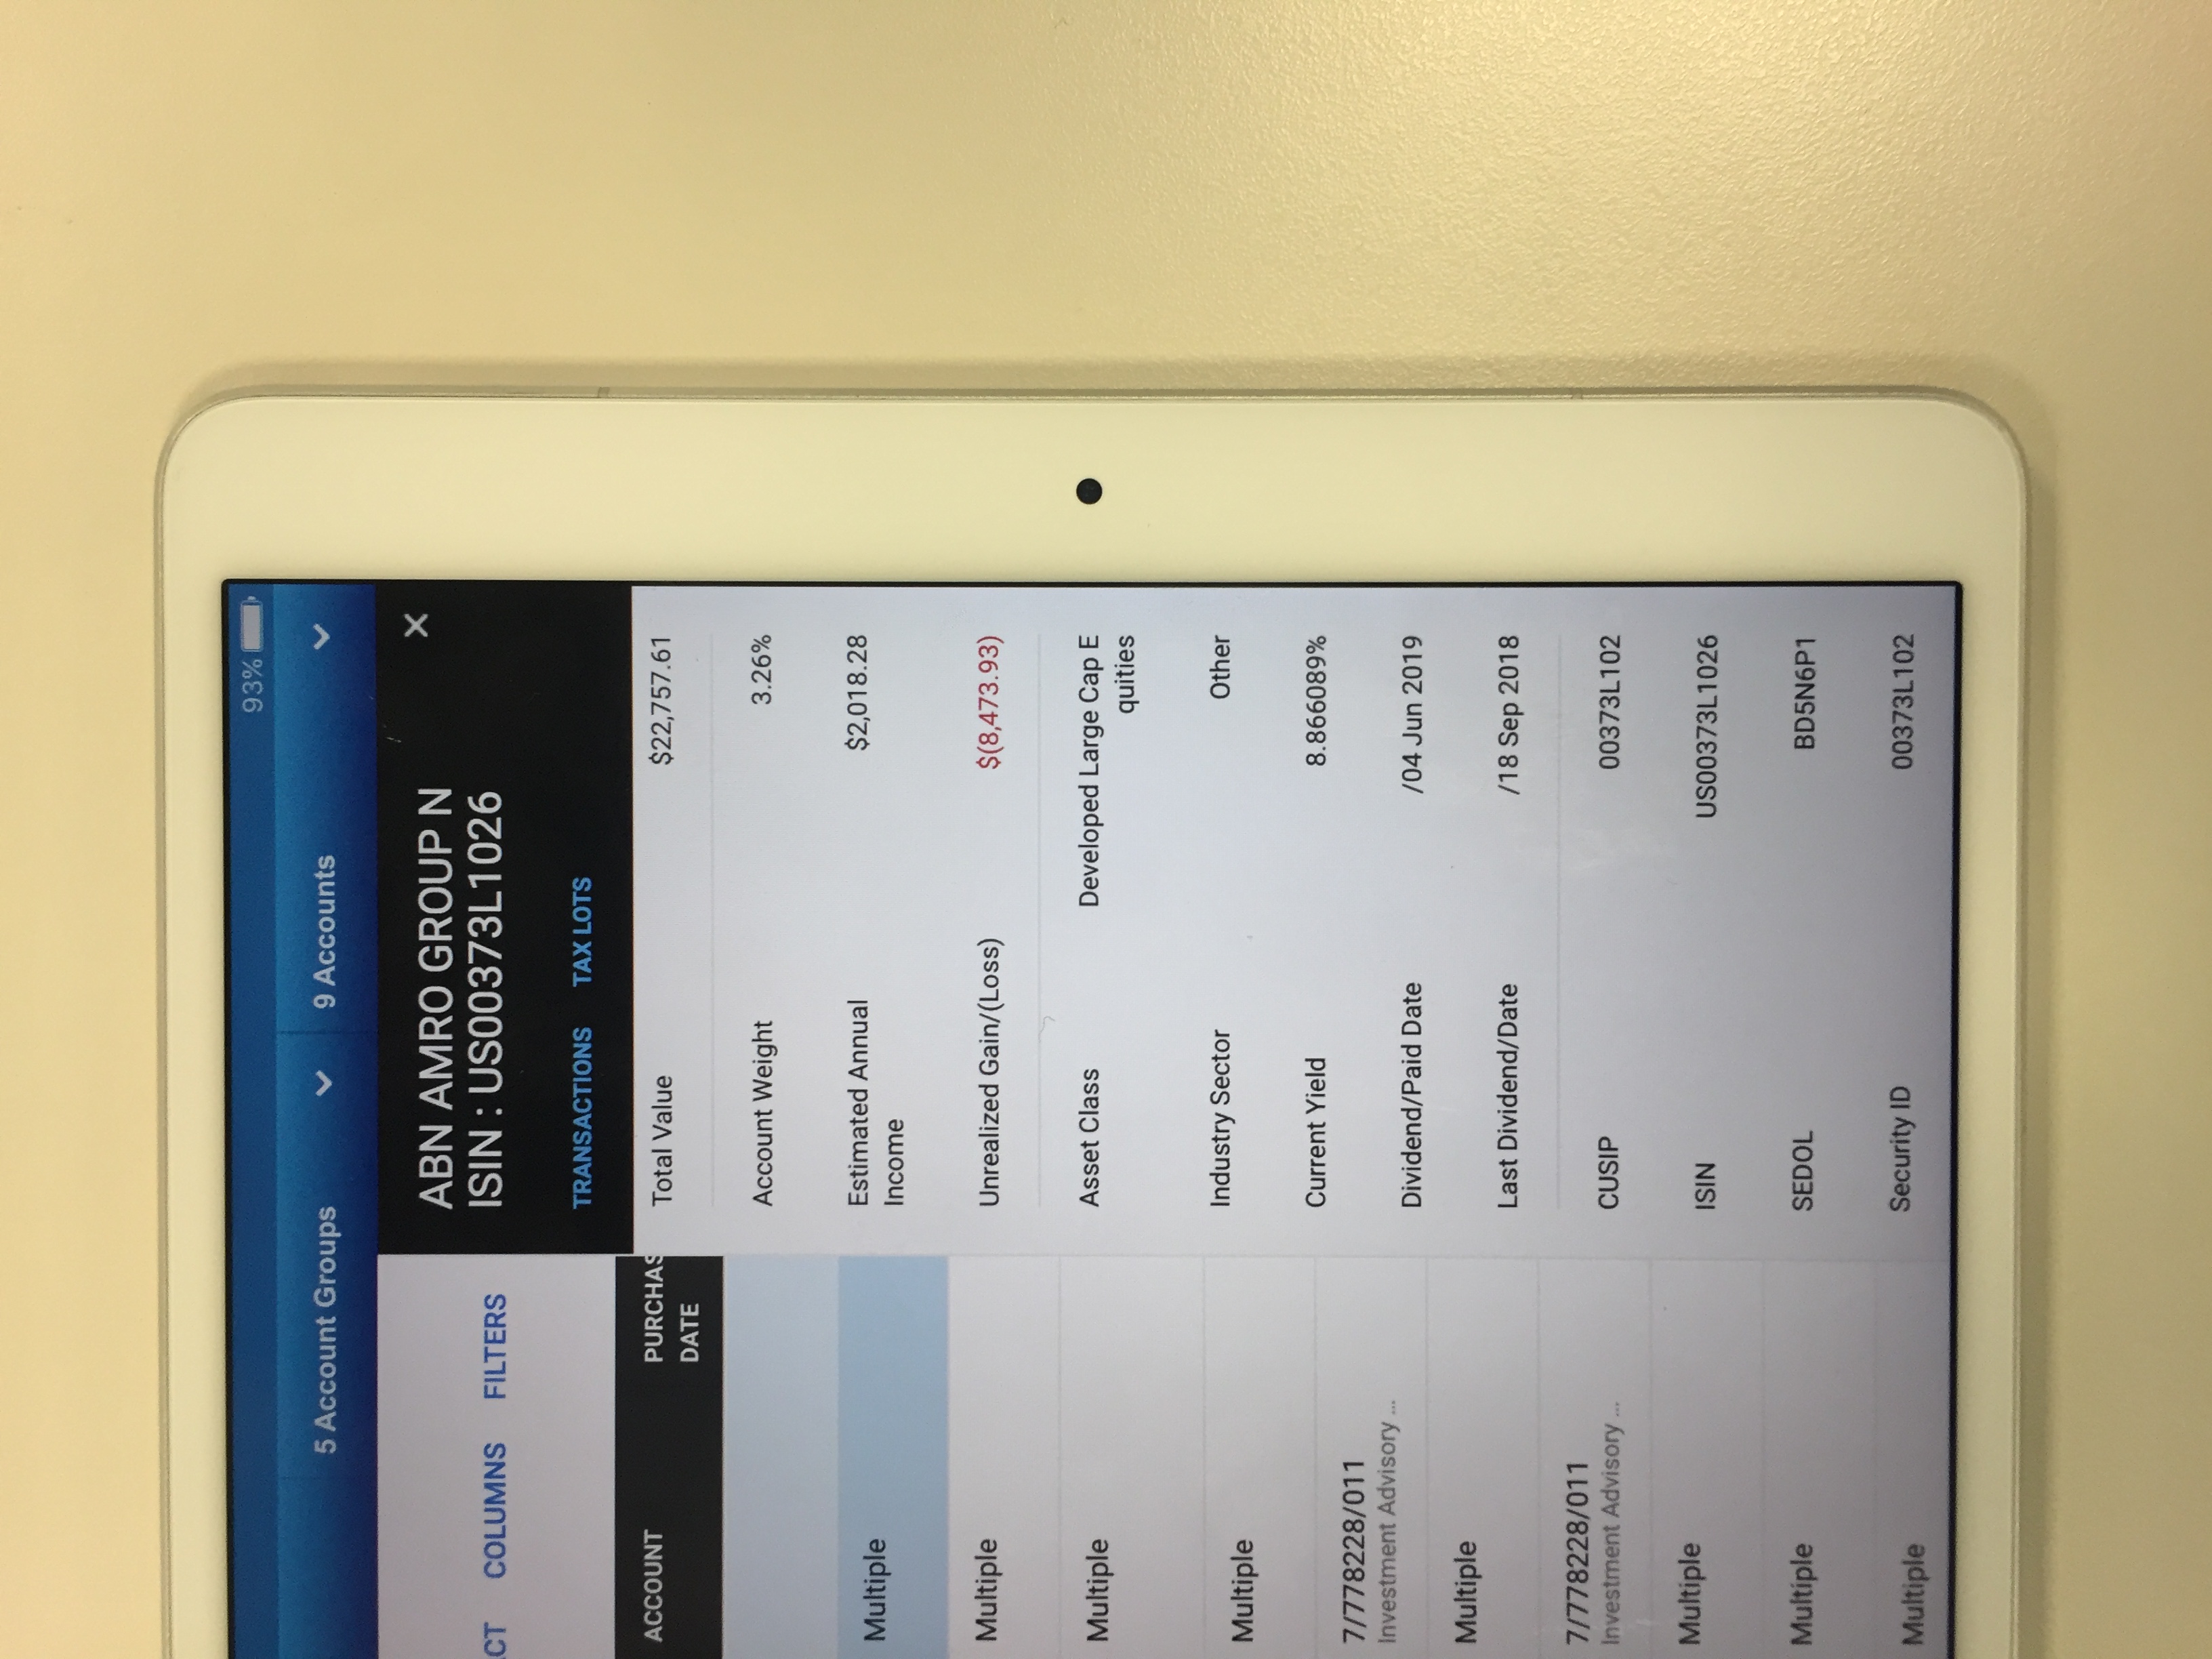 93%
5 Account Groups
9 Accounts
CT COLUMNS FILTERS
ACCOUNT
PURCHAS
DATE
Multiple
Multiple
Multiple
Multiple
7/778228/011
Investment Advisory ...
Multiple
7/778228/011
Investment Advisory ...
Multiple
Multiple
Multiple
ABN AMRO GROUP N
ISIN : US00373L1026
TRANSACTIONS TAX LOTS
Total Value $22,757.61
Account Weight 3.26%
Estimated Annual $2,018.28
Income
Unrealized Gain/(Loss) $(8,473.93)
Asset Class Developed Large Cap E
quities
Industry Sector Other
Current Yield 8.866089%
Dividend/Paid Date /04 Jun 2019
Last Dividend/Date /18 Sep 2018
CUSIP 00373L102
ISIN US00373L1026
SEDOL BD5N6P1
Security ID 00373L102